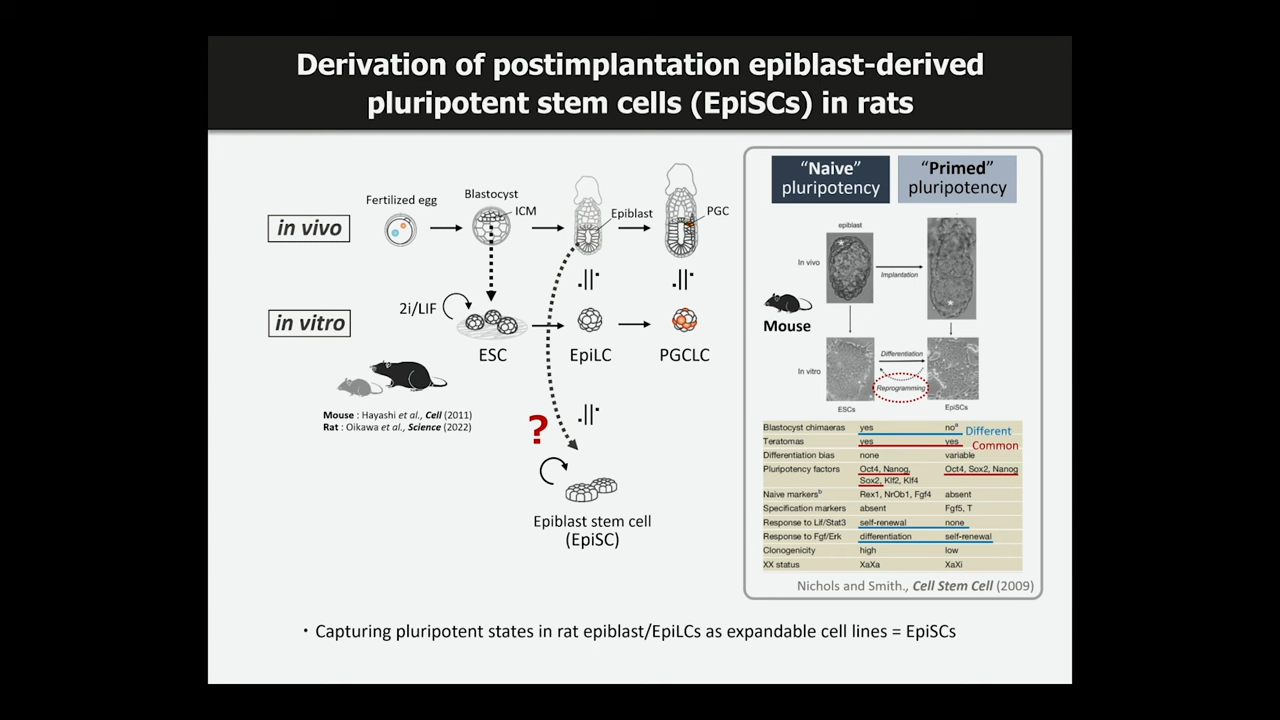 Derivation of postimplantation epiblast-derived
pluripotent stem cells (EpiSCs) in rats
in vivo
Fertilized egg
Blastocyst
ICM
Epiblast
PGC
in vitro
2i/LIF
ESC
EpiLC
PGCLC
Mouse : Hayashi et al., Cell (2011)
Rat : Oikawa et al., Science (2022)
?
Epiblast stem cell
(EpiSC)
“Naive”
pluripotency
“Primed”
pluripotency
epiblast
In vivo
Implantation
Mouse
Differentiation
In vitro
Reprogramming
ESCs
EpiSCs
Blastocyst chimaeras yes noᵃ Different
Teratomas yes yes Common
Differentiation bias none variable
Pluripotency factors Oct4, Nanog, Oct4, Sox2, Nanog
Sox2, Klf2, Klf4
Naive markersᵇ Rex1, NrOb1, Fgf4 absent
Specification markers absent Fgf5, T
Response to Lif/Stat3 self-renewal none
Response to Fgf/Erk differentiation self-renewal
Clonogenicity high low
XX status XaXa XaXi
Nichols and Smith., Cell Stem Cell (2009)
・Capturing pluripotent states in rat epiblast/EpiLCs as expandable cell lines = EpiSCs